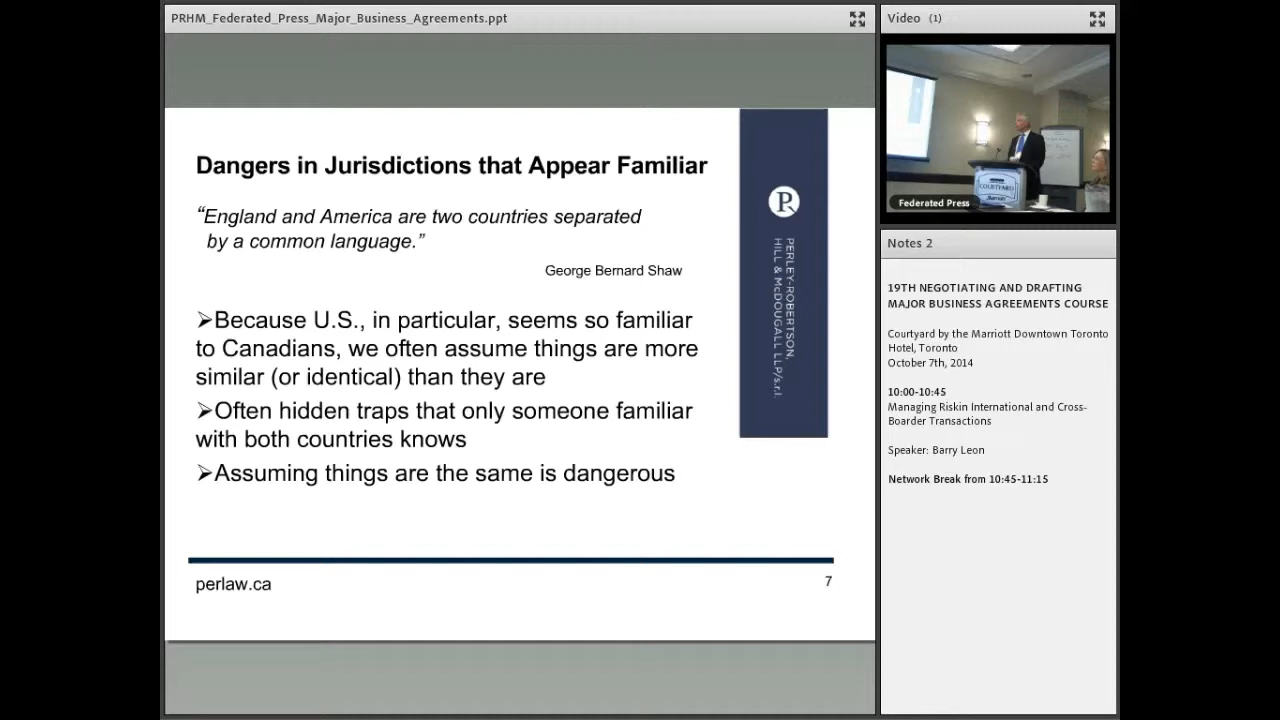 PRHM_Federated_Press_Major_Business_Agreements.ppt
Dangers in Jurisdictions that Appear Familiar
“England and America are two countries separated
by a common language.”
George Bernard Shaw
➢Because U.S., in particular, seems so familiar
to Canadians, we often assume things are more
similar (or identical) than they are
➢Often hidden traps that only someone familiar
with both countries knows
➢Assuming things are the same is dangerous
PERLEY-ROBERTSON,
HILL & McDOUGALL LLP/s.r.l.
perlaw.ca
7
Video (1)
COURTYARD
Marriott
Federated Press
Notes 2
19TH NEGOTIATING AND DRAFTING
MAJOR BUSINESS AGREEMENTS COURSE
Courtyard by the Marriott Downtown Toronto
Hotel, Toronto
October 7th, 2014
10:00-10:45
Managing Riskin International and Cross-
Boarder Transactions
Speaker: Barry Leon
Network Break from 10:45-11:15